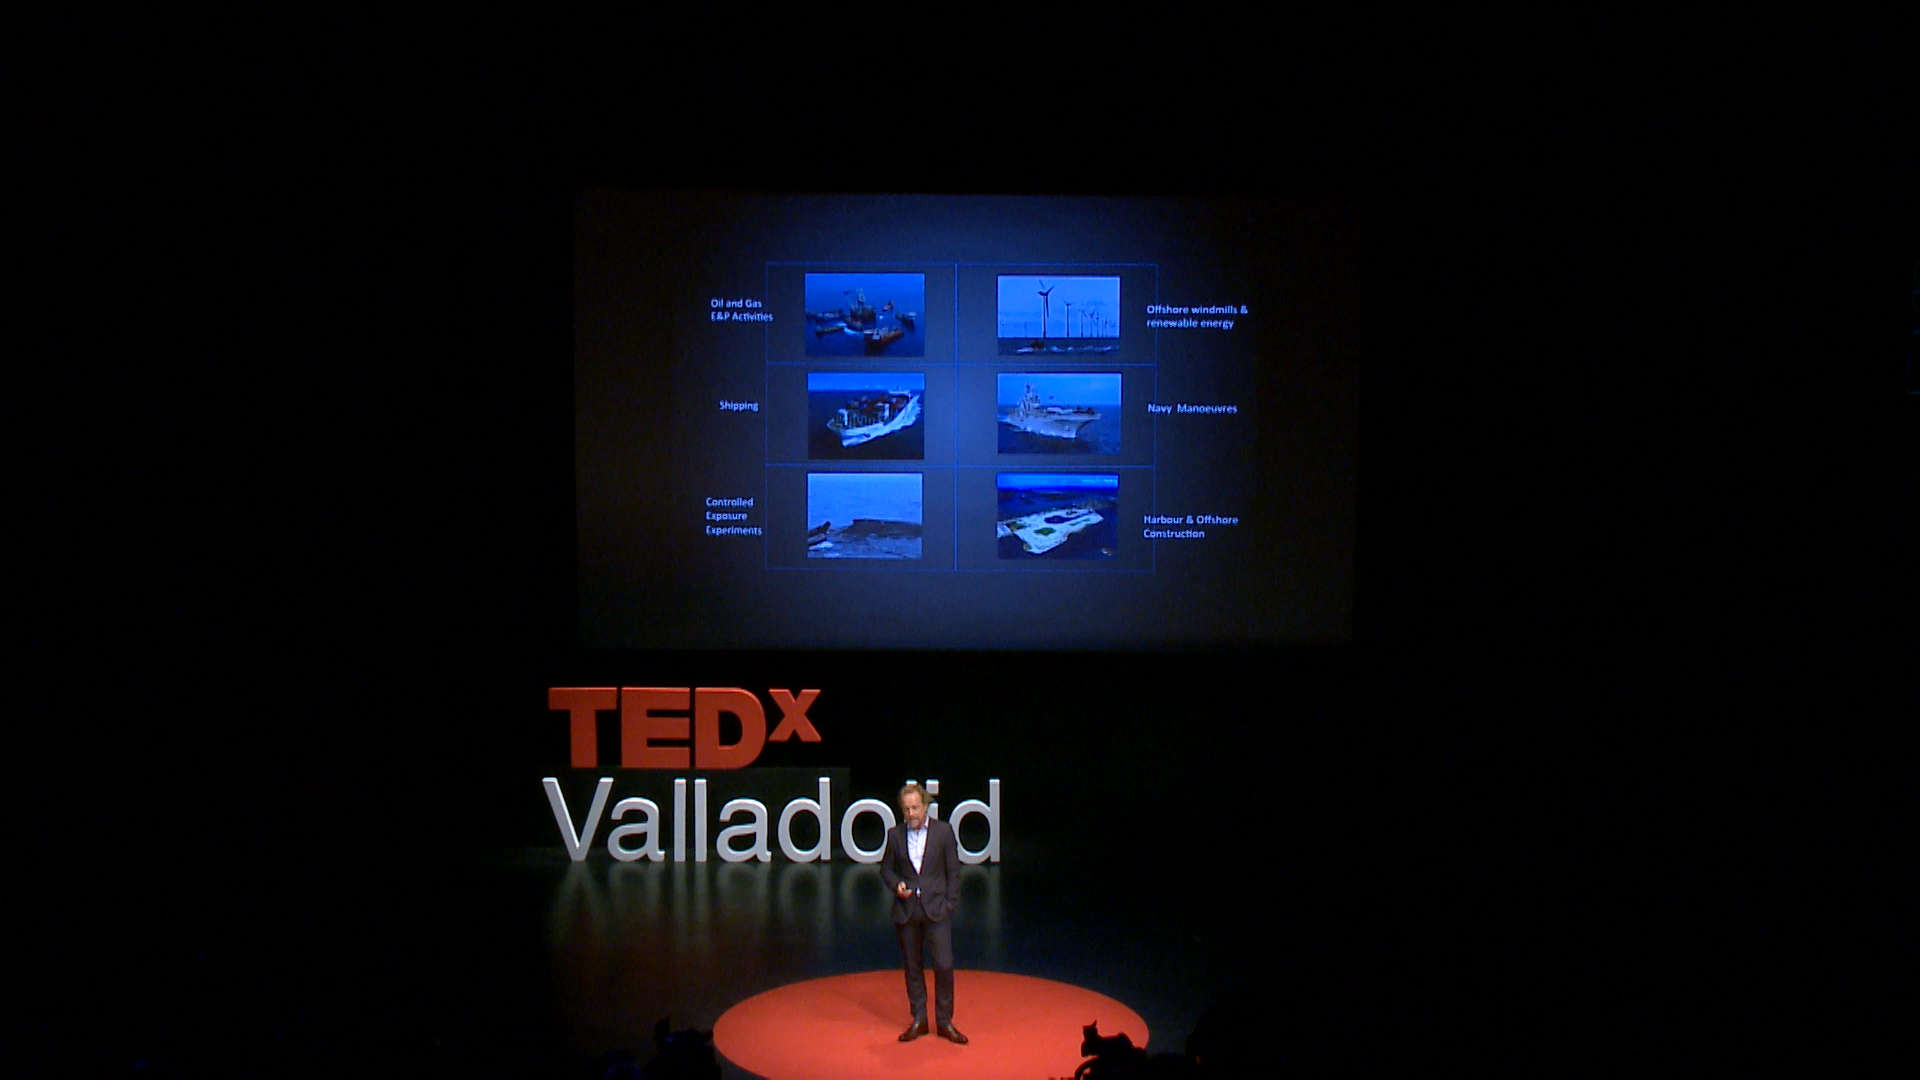 Oil and Gas
E&P Activities
Offshore windmills &
renewable energy
Shipping
Navy Manoeuvres
Controlled
Exposure
Experiments
Harbour & Offshore
Construction
TEDx
Valladolid